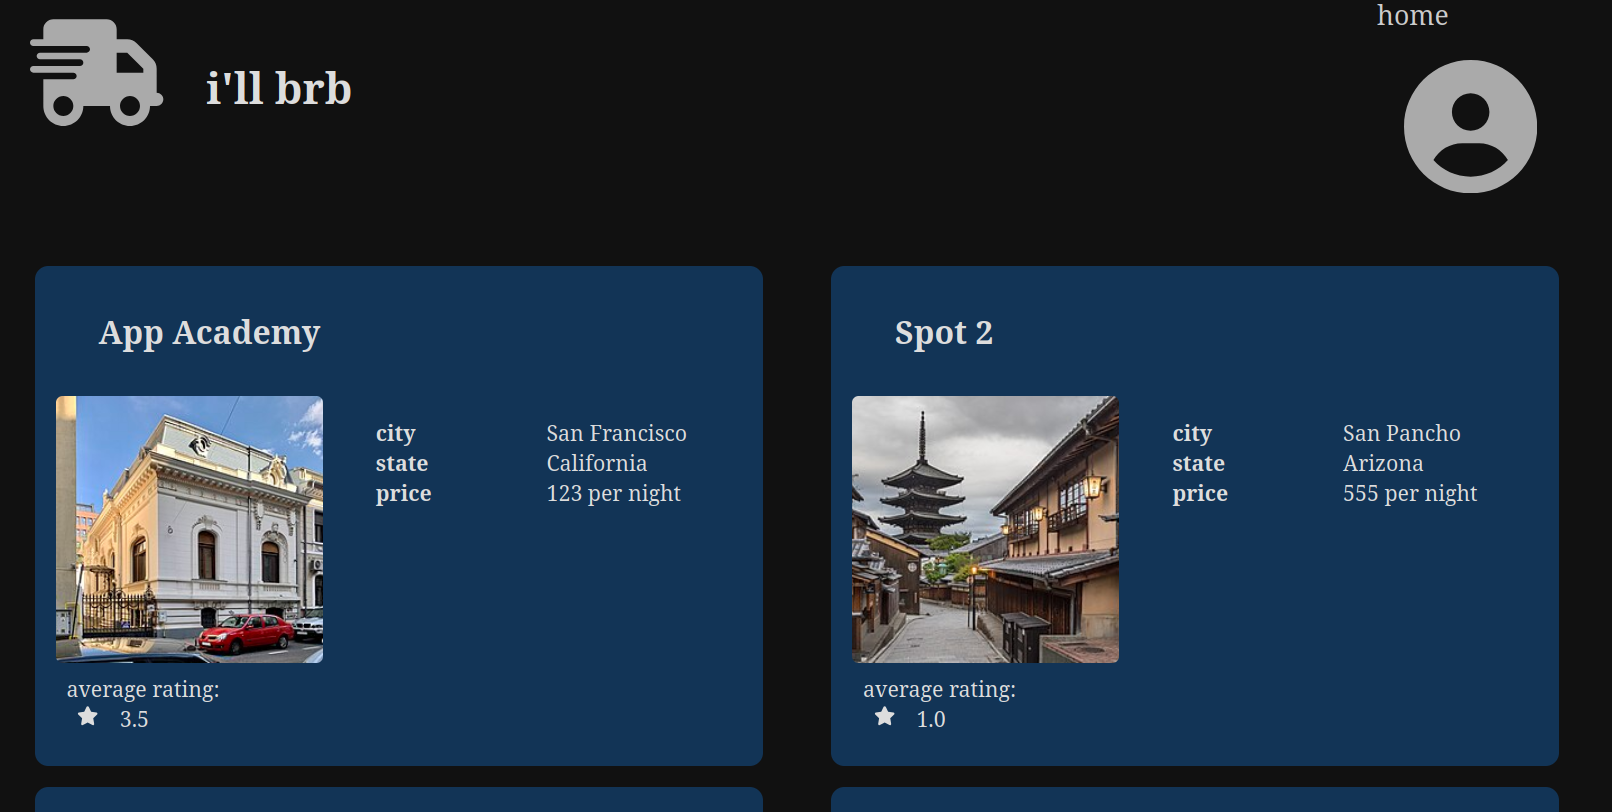 home
i'll brb
App Academy
city San Francisco
state California
price 123 per night
average rating:
3.5
Spot 2
city San Pancho
state Arizona
price 555 per night
average rating:
1.0